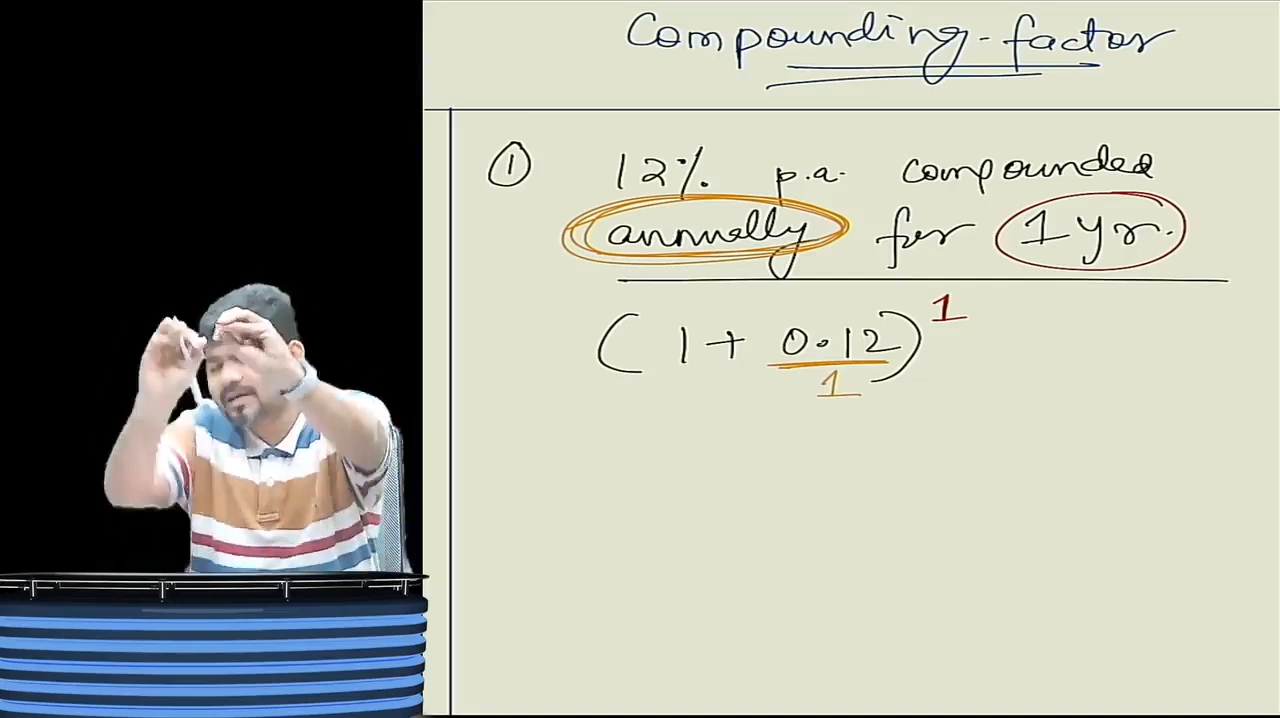 Compounding-factor
① 12% p.a. compounded
annually for 1 yr.
(1 + 0.12/1)^1